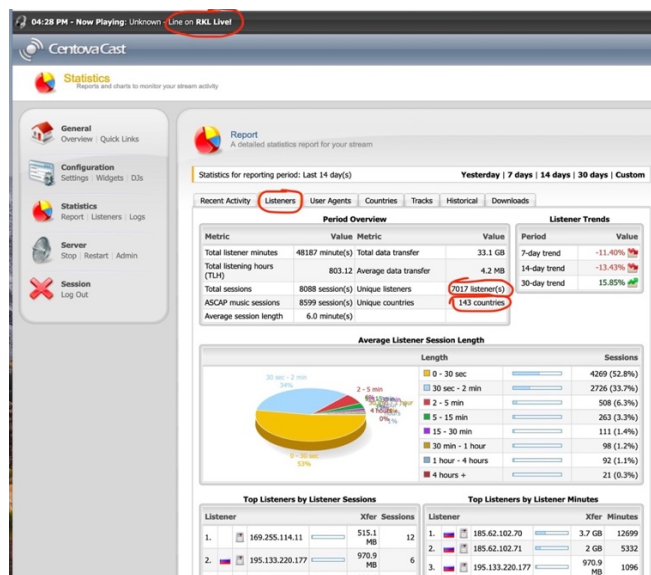 04:28 PM - Now Playing: Unknown - Line on RKL Live!
CentovaCast
Statistics
Reports and charts to monitor your stream activity
General
Overview | Quick Links
Configuration
Settings | Widgets | DJs
Statistics
Report | Listeners | Logs
Server
Stop | Restart | Admin
Session
Log Out
Report
A detailed statistics report for your stream
Statistics for reporting period: Last 14 day(s) Yesterday | 7 days | 14 days | 30 days | Custom
Recent Activity Listeners User Agents Countries Tracks Historical Downloads
Period Overview
Metric Value Metric Value
Total listener minutes 48187 minute(s) Total data transfer 33.1 GB
Total listening hours (TLH) 803.12 Average data transfer 4.2 MB
Total sessions 8088 session(s) Unique listeners 7017 listener(s)
ASCAP music sessions 8599 session(s) Unique countries 143 countries
Average session length 6.0 minute(s)
Listener Trends
Period Value
7-day trend -11.40%
14-day trend -13.43%
30-day trend 15.85%
Average Listener Session Length
30 sec - 2 min
34%
2 - 5 min
6%
0%
0 - 30 sec
53%
Length Sessions
0 - 30 sec 4269 (52.8%)
30 sec - 2 min 2726 (33.7%)
2 - 5 min 508 (6.3%)
5 - 15 min 263 (3.3%)
15 - 30 min 111 (1.4%)
30 min - 1 hour 98 (1.2%)
1 hour - 4 hours 92 (1.1%)
4 hours + 21 (0.3%)
Top Listeners by Listener Sessions
Listener Xfer Sessions
1. 169.255.114.11 515.1 MB 12
2. 195.133.220.177 970.9 MB 6
Top Listeners by Listener Minutes
Listener Xfer Minutes
1. 185.62.102.70 3.7 GB 12699
2. 185.62.102.71 2 GB 5332
3. 195.133.220.177 970.9 MB 1096